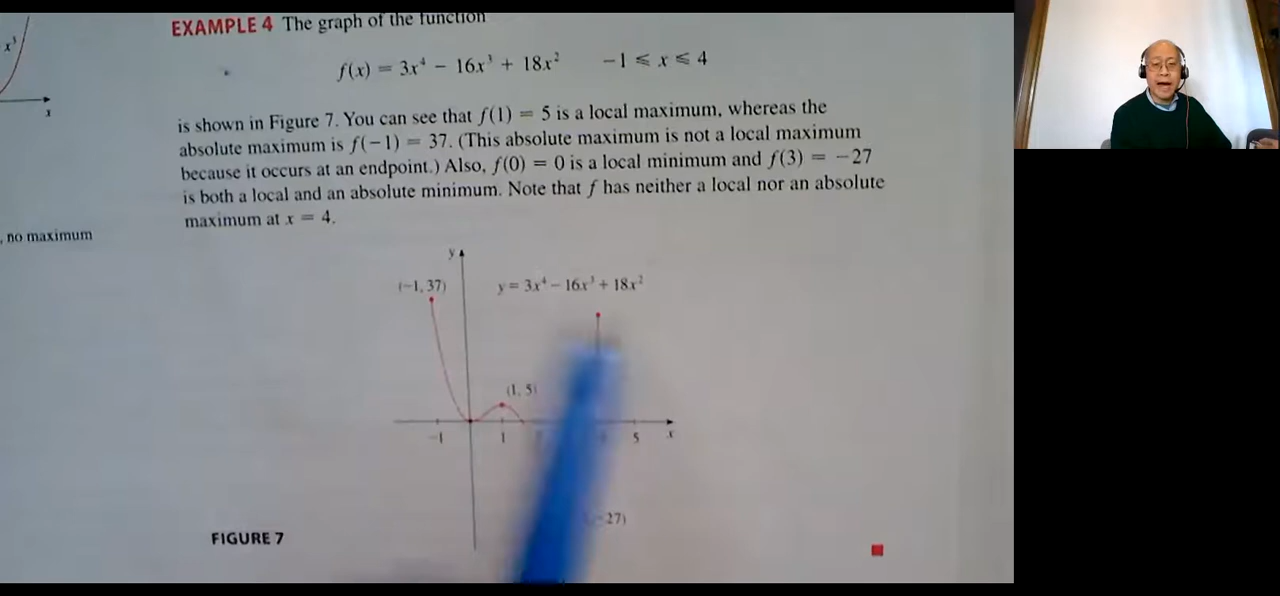 x³
x
, no maximum
EXAMPLE 4 The graph of the function
f(x) = 3x⁴ − 16x³ + 18x² −1 ⩽ x ⩽ 4
is shown in Figure 7. You can see that f(1) = 5 is a local maximum, whereas the
absolute maximum is f(−1) = 37. (This absolute maximum is not a local maximum
because it occurs at an endpoint.) Also, f(0) = 0 is a local minimum and f(3) = −27
is both a local and an absolute minimum. Note that f has neither a local nor an absolute
maximum at x = 4.
y
(−1, 37)
y = 3x⁴ − 16x³ + 18x²
(1, 5)
−1 1 5 x
−27)
FIGURE 7